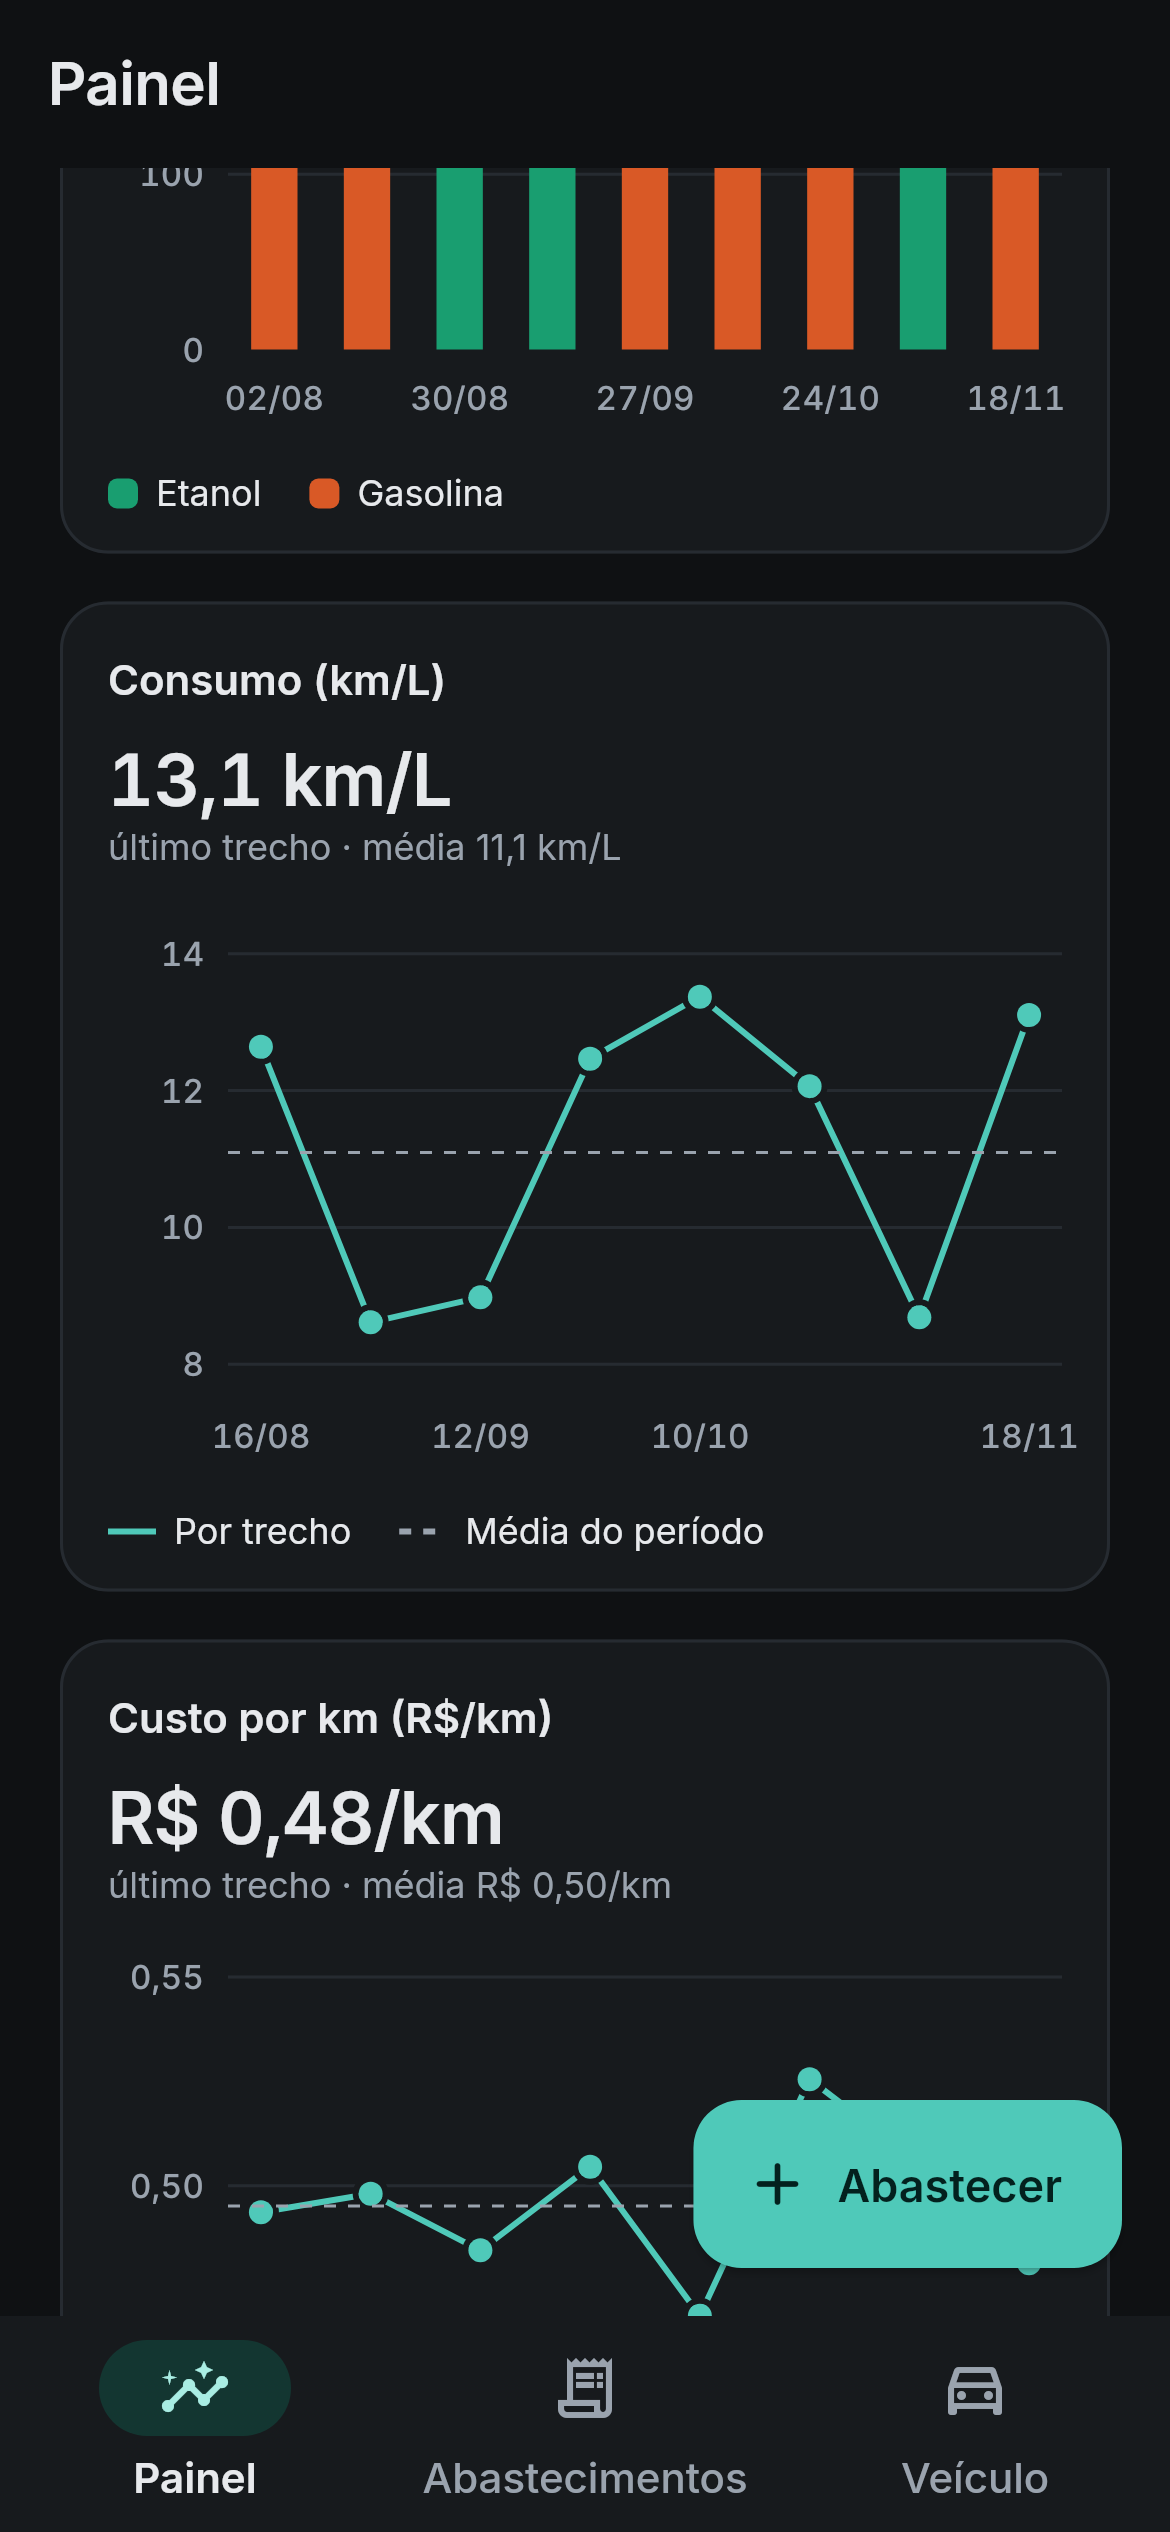 Painel
100
0
02/08 30/08 27/09 24/10 18/11
Etanol Gasolina
Consumo (km/L)
13,1 km/L
último trecho · média 11,1 km/L
14
12
10
8
16/08 12/09 10/10 18/11
Por trecho Média do período
Custo por km (R$/km)
R$ 0,48/km
último trecho · média R$ 0,50/km
0,55
0,50
Abastecer
Painel Abastecimentos Veículo